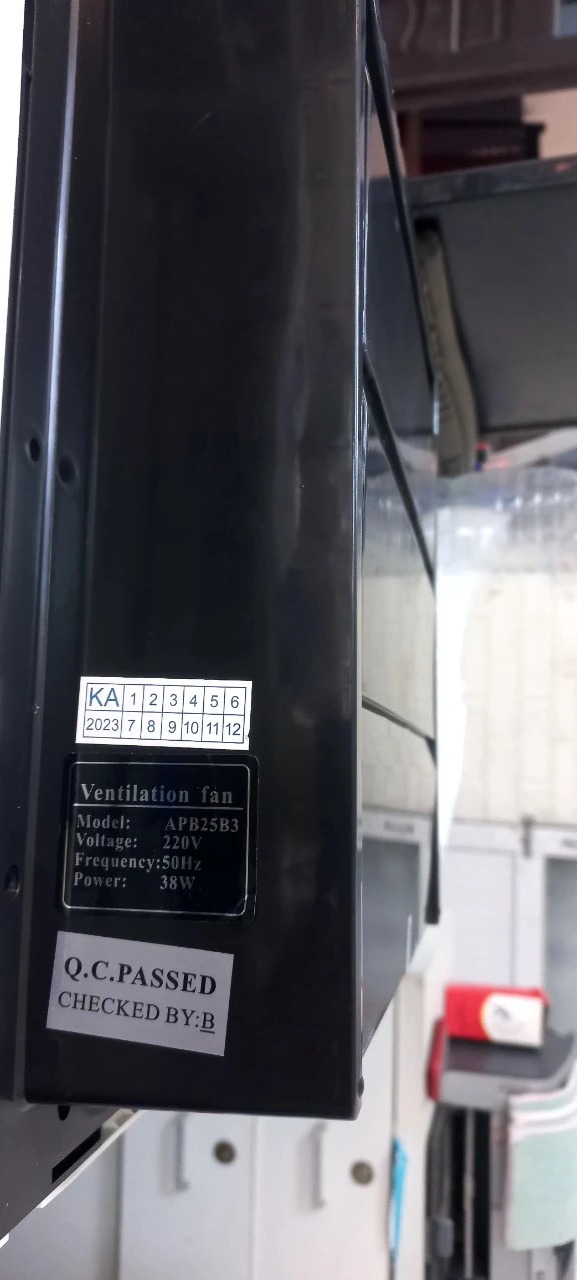 KA 1 2 3 4 5 6
2023 7 8 9 10 11 12
Ventilation fan
Model: APB25B3
Voltage: 220V
Frequency:50Hz
Power: 38W
Q.C.PASSED
CHECKED BY:B